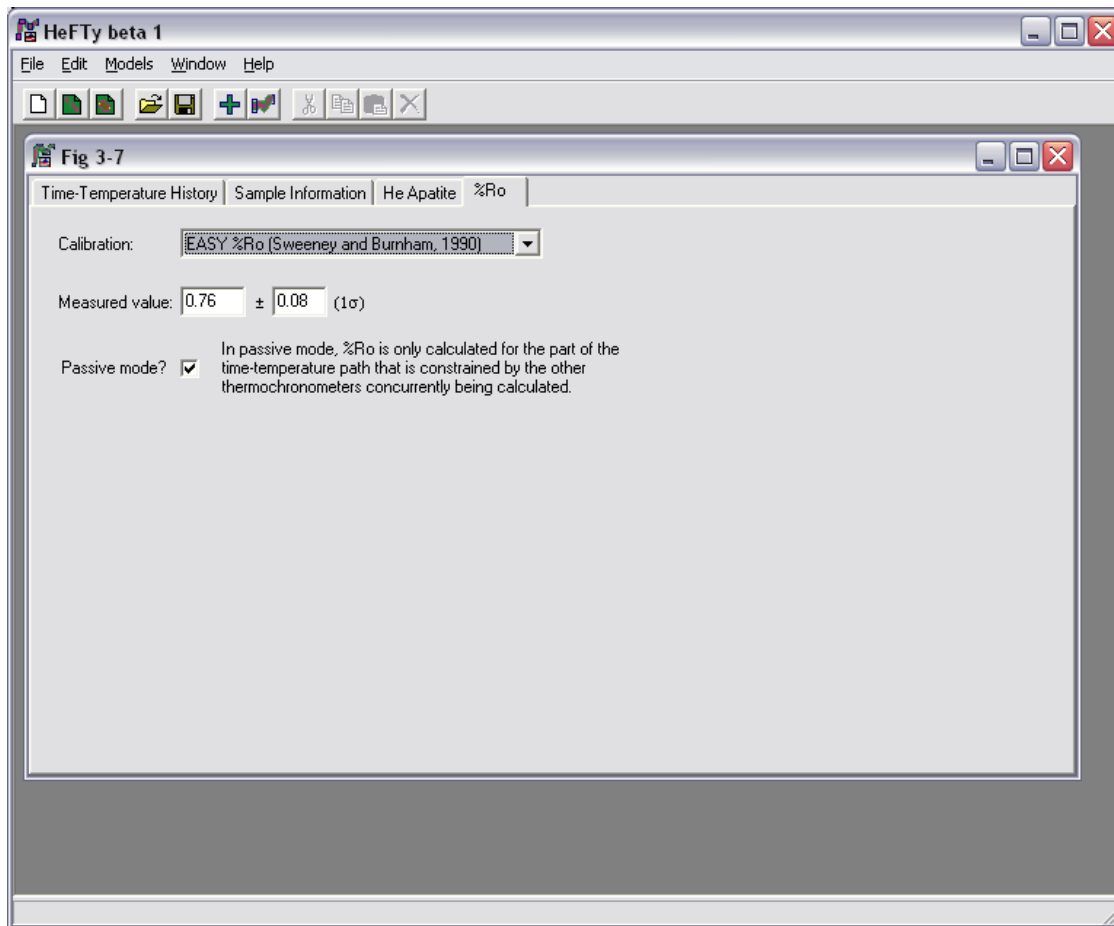 HeFTy beta 1
File Edit Models Window Help
Fig 3-7
Time-Temperature History Sample Information He Apatite %Ro
Calibration: EASY %Ro (Sweeney and Burnham, 1990)
Measured value: 0.76 ± 0.08 (1σ)
In passive mode, %Ro is only calculated for the part of the
Passive mode? time-temperature path that is constrained by the other
thermochronometers concurrently being calculated.